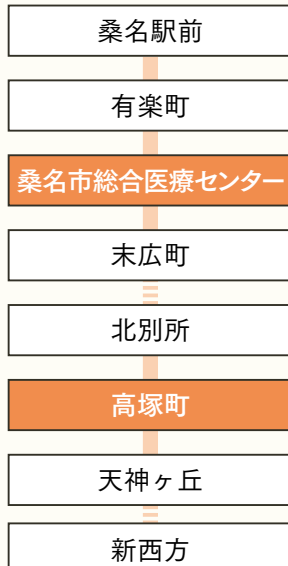 桑名駅前
有楽町
桑名市総合医療センター
末広町
北別所
高塚町
天神ヶ丘
新西方